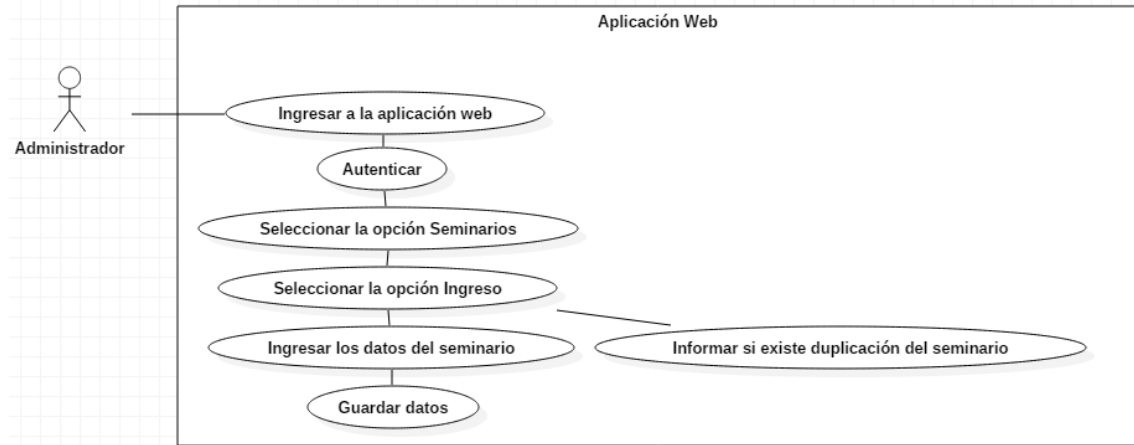 Aplicación Web
Administrador
Ingresar a la aplicación web
Autenticar
Seleccionar la opción Seminarios
Seleccionar la opción Ingreso
Ingresar los datos del seminario
Informar si existe duplicación del seminario
Guardar datos